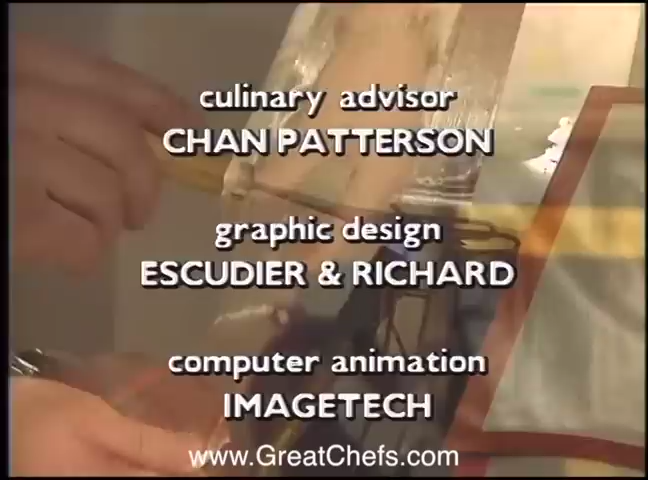 culinary advisor
CHAN PATTERSON
graphic design
ESCUDIER & RICHARD
computer animation
IMAGETECH
www.GreatChefs.com